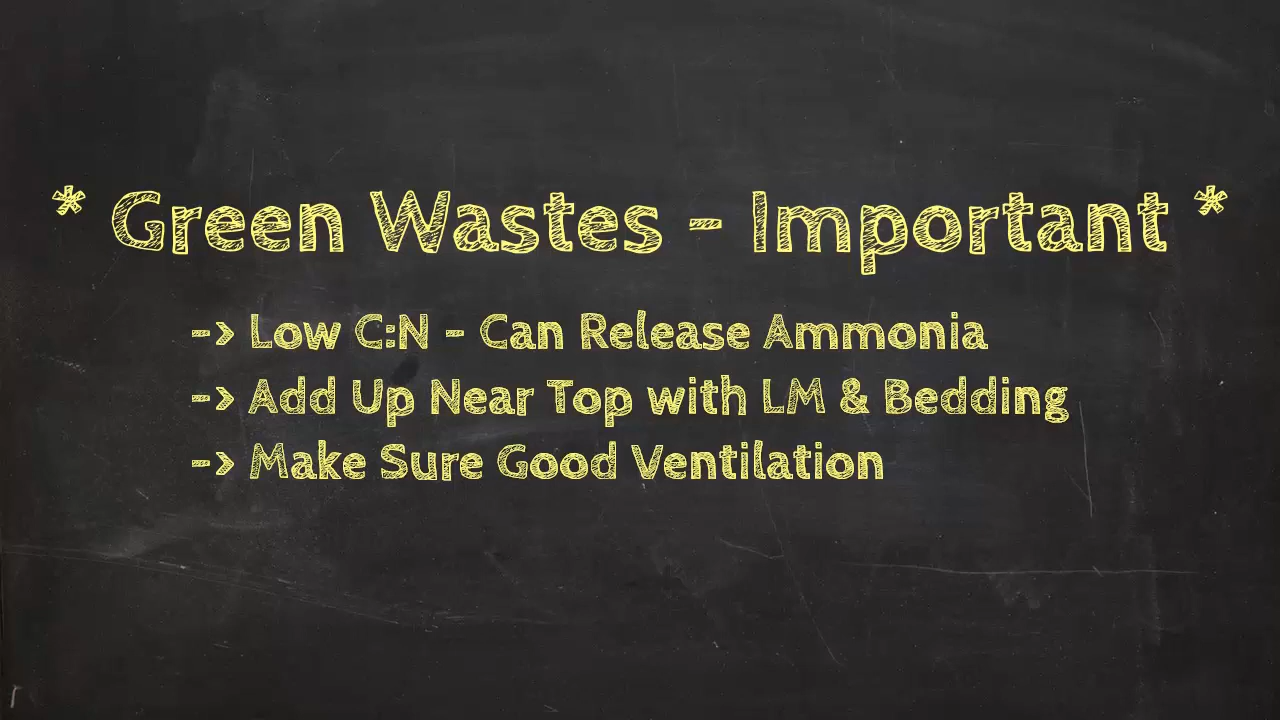 * Green Wastes - Important *
-> Low C:N - Can Release Ammonia
-> Add Up Near Top with LM & Bedding
-> Make Sure Good Ventilation